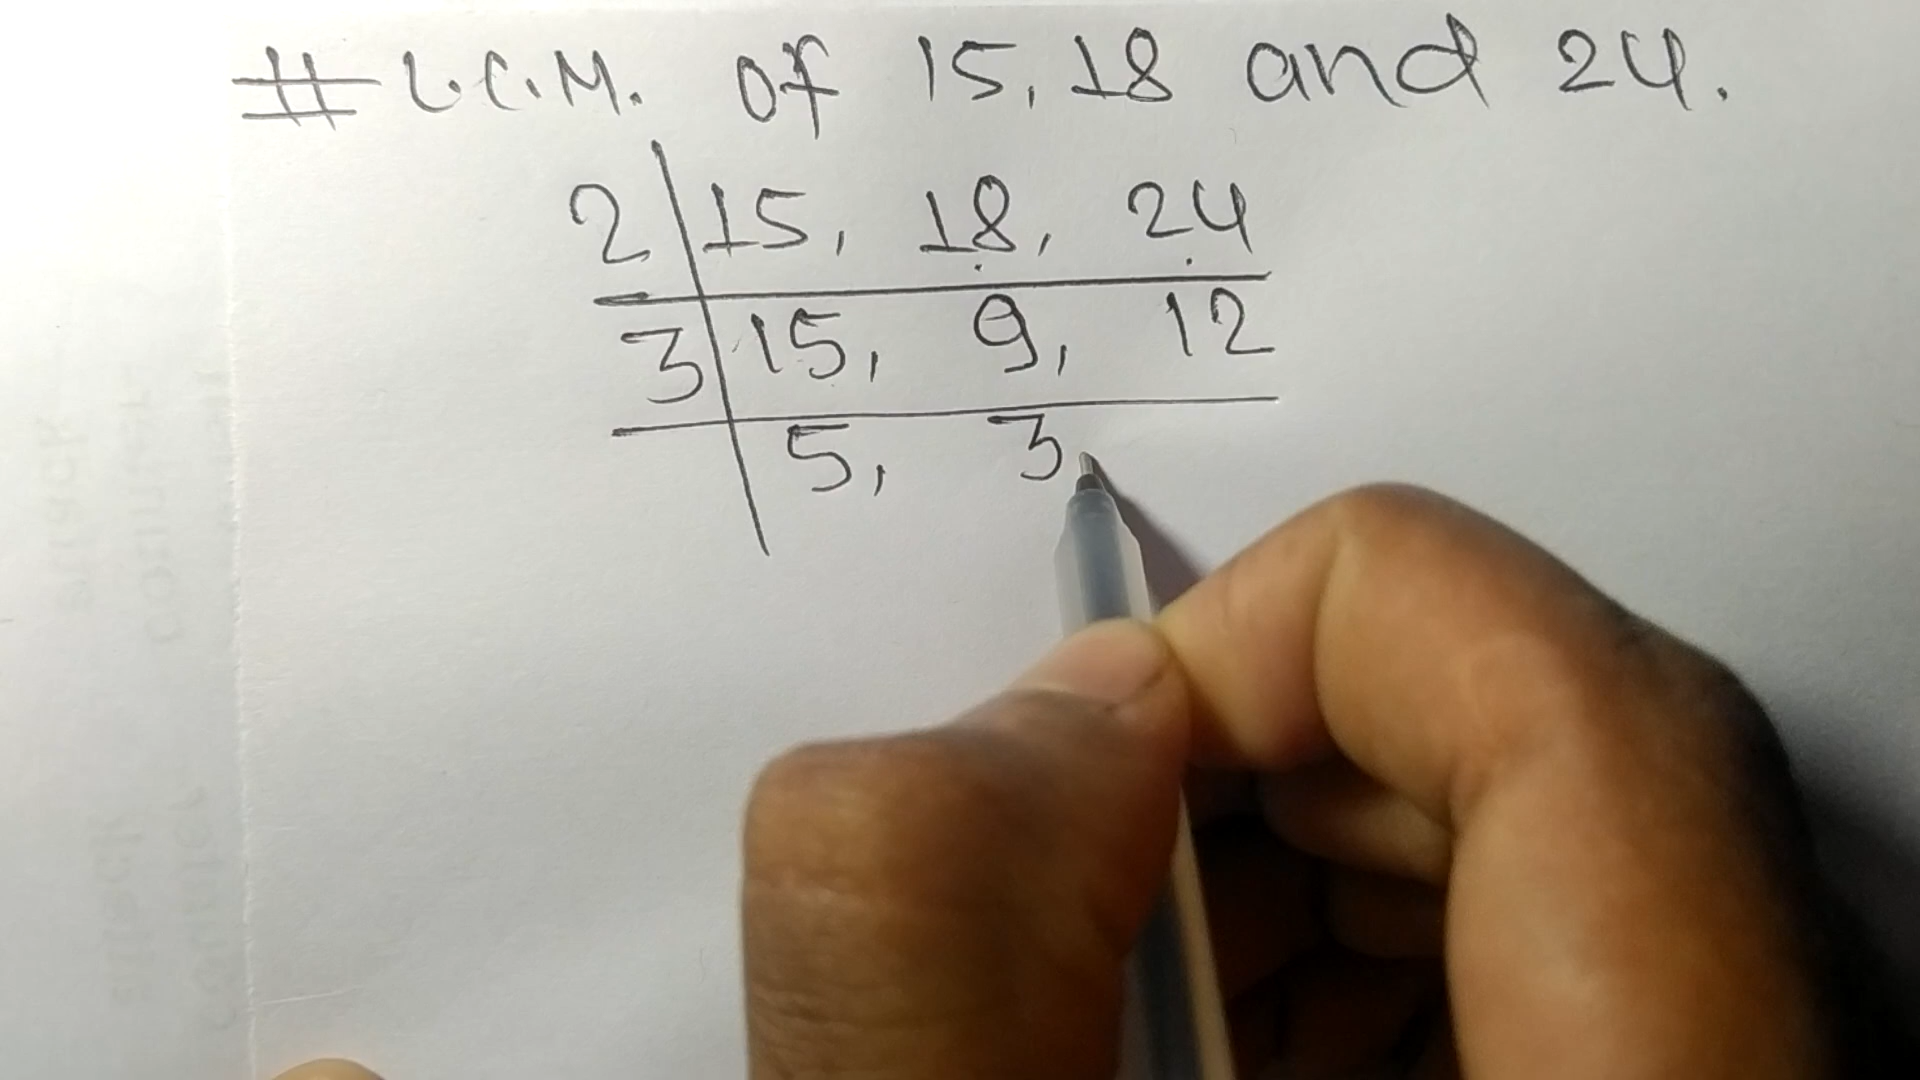 # L.C.M. of 15, 18 and 24.
2 | 15, 18, 24
3 | 15, 9, 12
5, 3